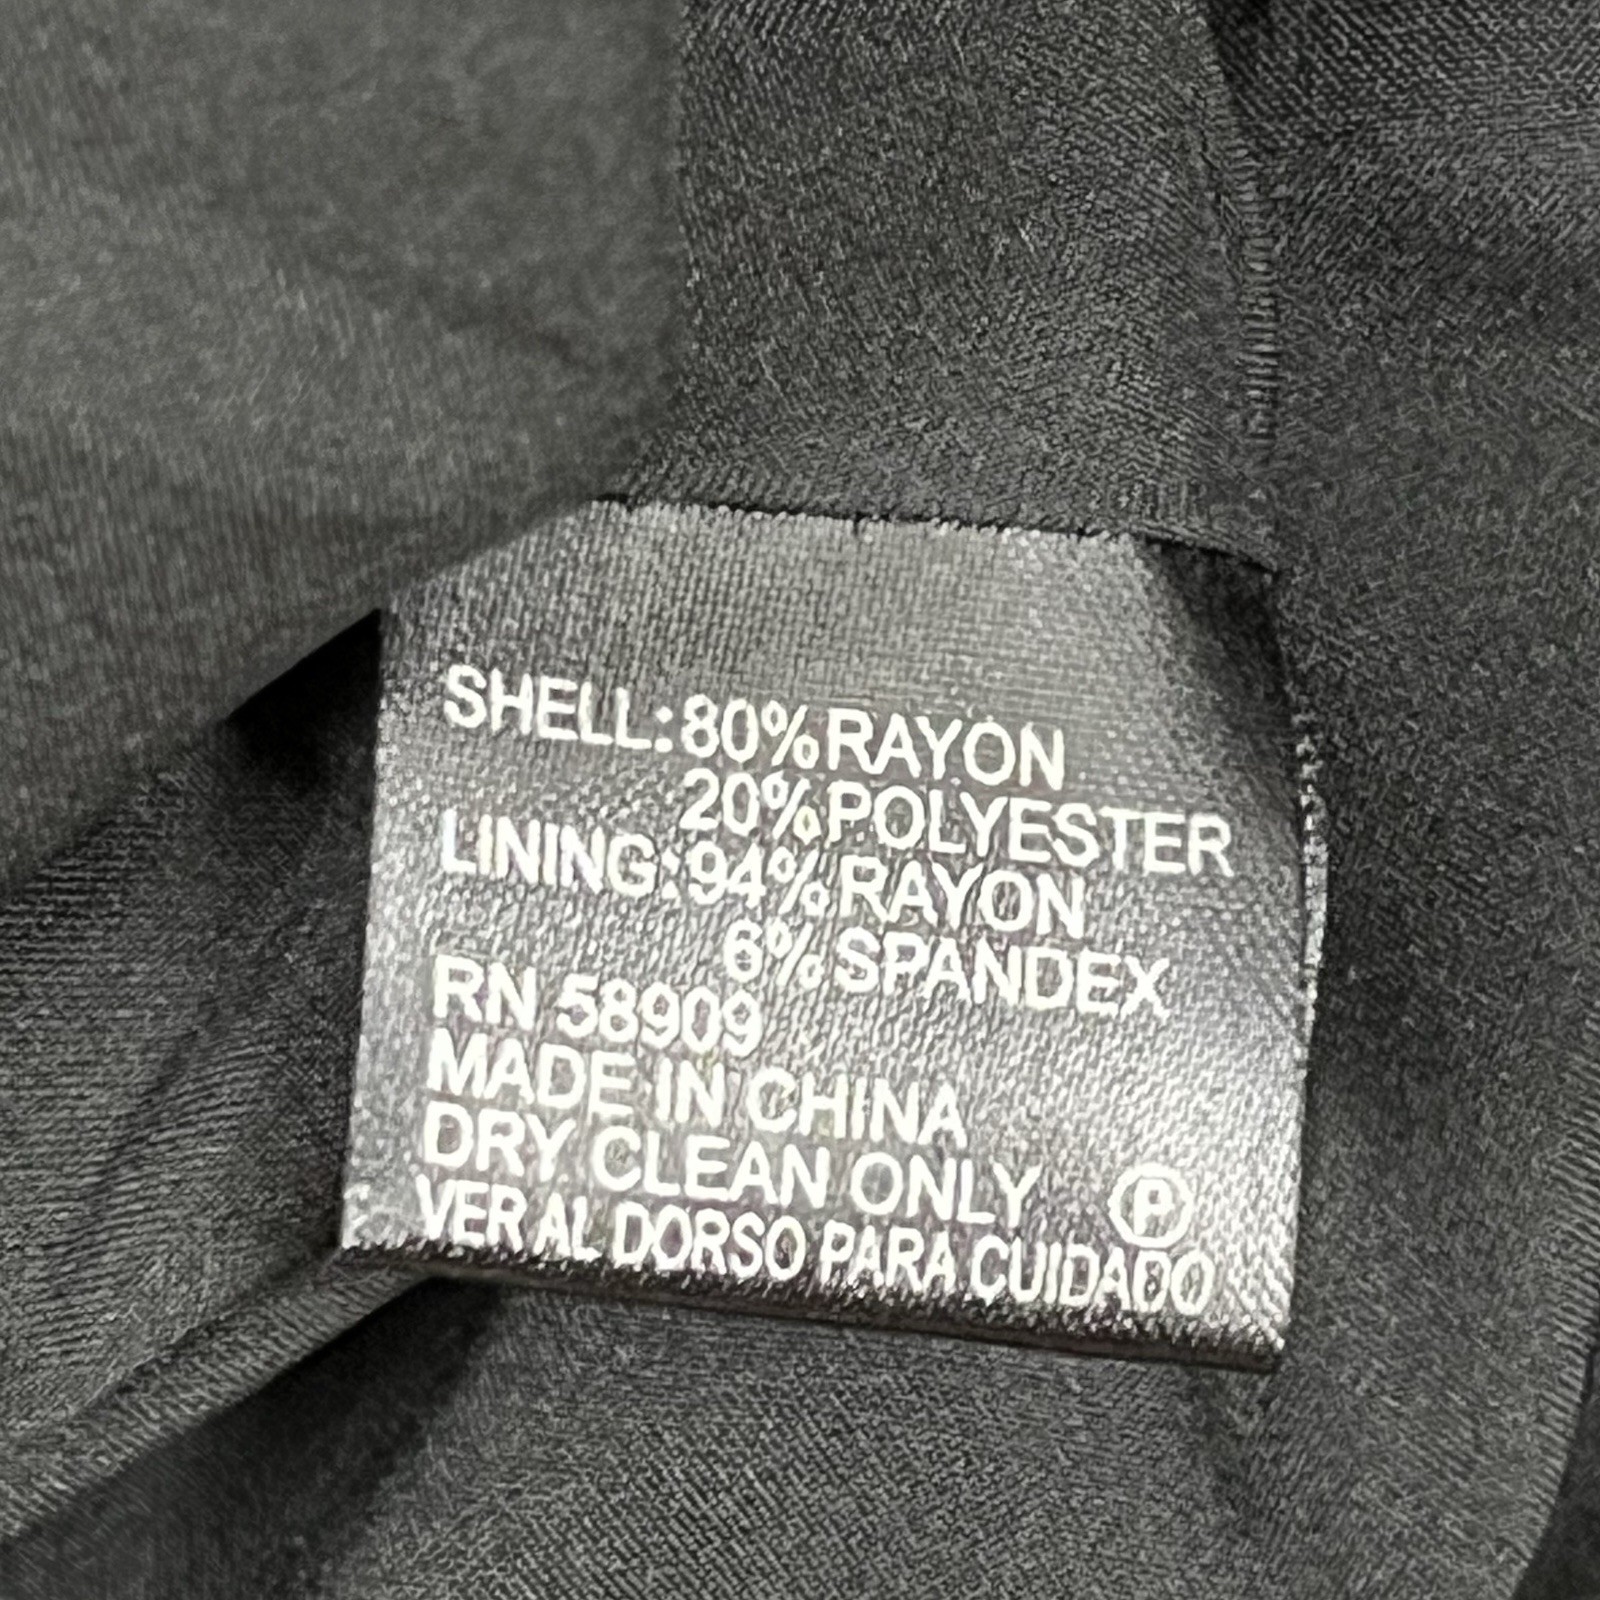 SHELL: 80% RAYON
20% POLYESTER
LINING: 94% RAYON
6% SPANDEX
RN 58909
MADE IN CHINA
DRY CLEAN ONLY P
VER AL DORSO PARA CUIDADO